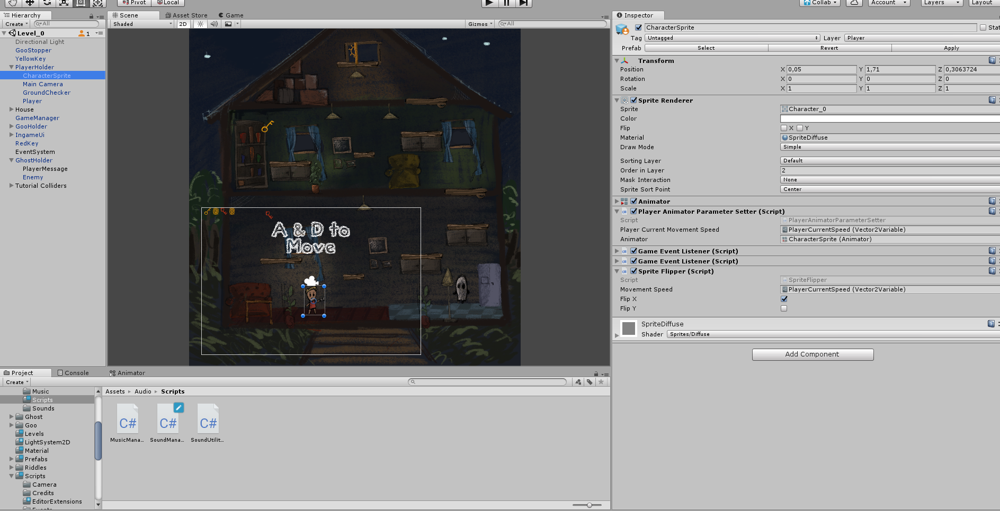 Pivot Local Collab Account Layers Layout
Hierarchy
Create All
Level_0 1
Directional Light
GooStopper
YellowKey
PlayerHolder
CharacterSprite
Main Camera
GroundChecker
Player
House
GameManager
GooHolder
IngameUi
RedKey
EventSystem
GhostHolder
PlayerMessage
Enemy
Tutorial Colliders
Scene Asset Store Game
Shaded 2D Gizmos All
A & D to
Move
Inspector
CharacterSprite Stat
Tag Untagged Layer Player
Prefab Select Revert Apply
Transform
Position X 0,05 Y 1,71 Z 0,3063724
Rotation X 0 Y 0 Z 0
Scale X 1 Y 1 Z 1
Sprite Renderer
Sprite Character_0
Color
Flip X Y
Material SpriteDiffuse
Draw Mode Simple
Sorting Layer Default
Order in Layer 2
Mask Interaction None
Sprite Sort Point Center
Animator
Player Animator Parameter Setter (Script)
Script PlayerAnimatorParameterSetter
Player Current Movement Speed PlayerCurrentSpeed (Vector2Variable)
Animator CharacterSprite (Animator)
Game Event Listener (Script)
Game Event Listener (Script)
Sprite Flipper (Script)
Script SpriteFlipper
Movement Speed PlayerCurrentSpeed (Vector2Variable)
Flip X
Flip Y
SpriteDiffuse
Shader Sprites/Diffuse
Add Component
Project Console Animator
Create
Music
Scripts
Sounds
Ghost
Goo
Levels
LightSystem2D
Material
Prefabs
Riddles
Scripts
Camera
Credits
EditorExtensions
Events
Assets Audio Scripts
C# C# C#
MusicMana... SoundMana... SoundUtilit...